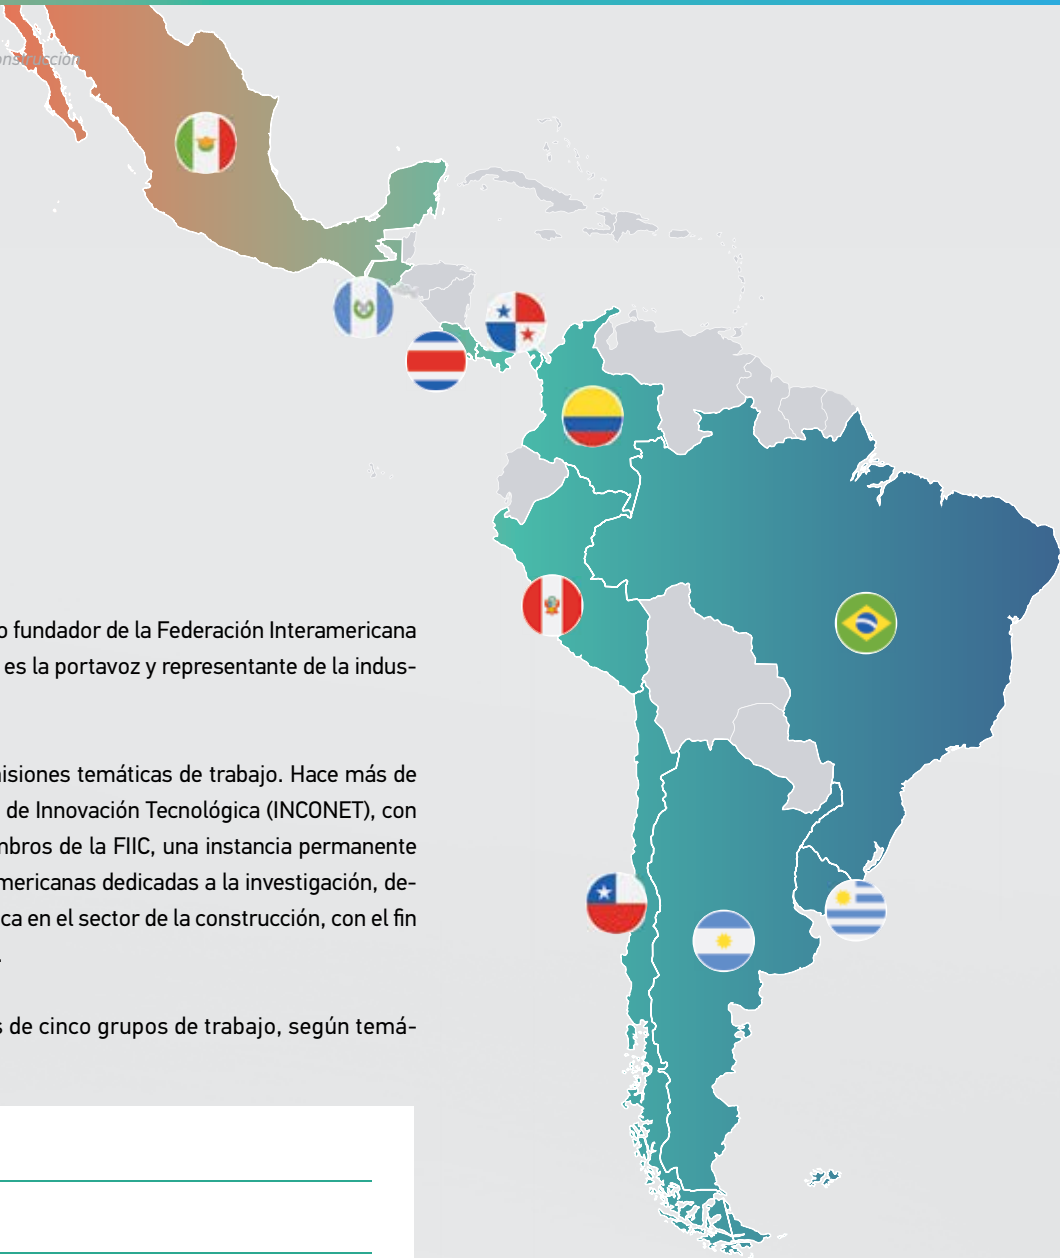 onstrucción
o fundador de la Federación Interamericana
es la portavoz y representante de la indus-
isiones temáticas de trabajo. Hace más de
de Innovación Tecnológica (INCONET), con
mbros de la FIIC, una instancia permanente
mericanas dedicadas a la investigación, de-
ca en el sector de la construcción, con el fin
.
s de cinco grupos de trabajo, según temá-